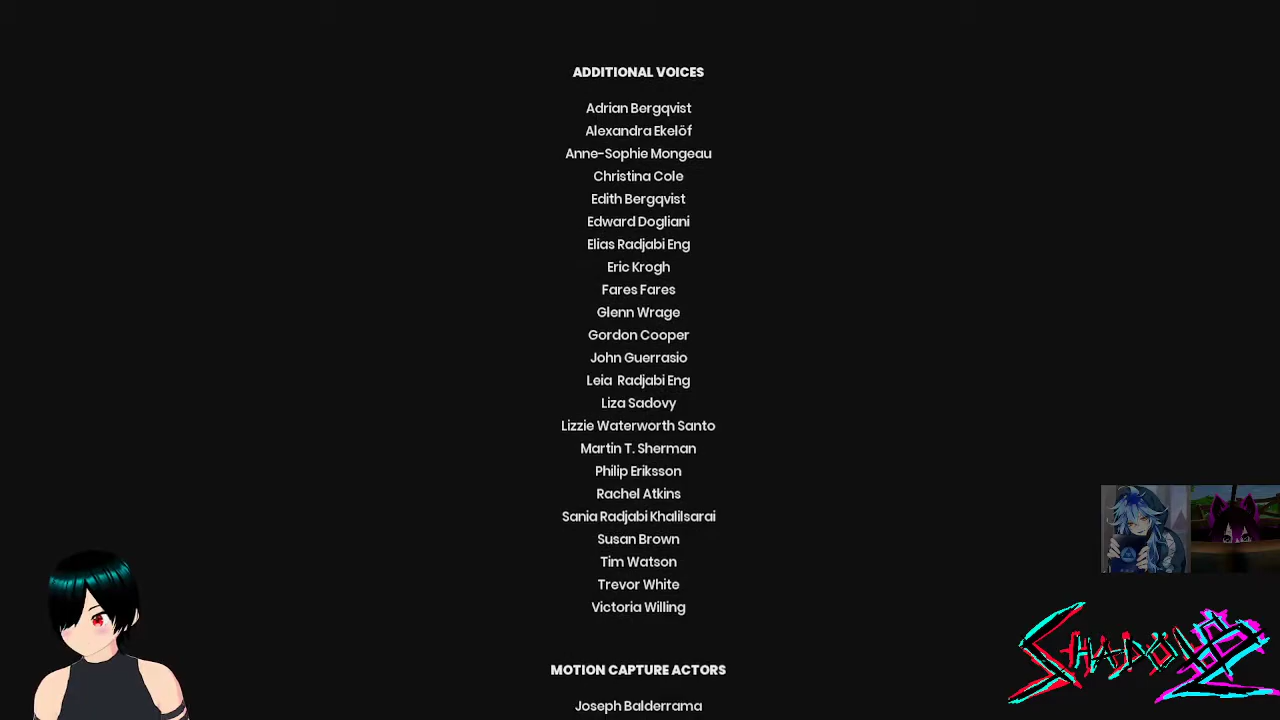 ADDITIONAL VOICES
Adrian Bergqvist
Alexandra Ekelöf
Anne-Sophie Mongeau
Christina Cole
Edith Bergqvist
Edward Dogliani
Elias Radjabi Eng
Eric Krogh
Fares Fares
Glenn Wrage
Gordon Cooper
John Guerrasio
Leia Radjabi Eng
Liza Sadovy
Lizzie Waterworth Santo
Martin T. Sherman
Philip Eriksson
Rachel Atkins
Sania Radjabi Khalilsarai
Susan Brown
Tim Watson
Trevor White
Victoria Willing
MOTION CAPTURE ACTORS
Joseph Balderrama